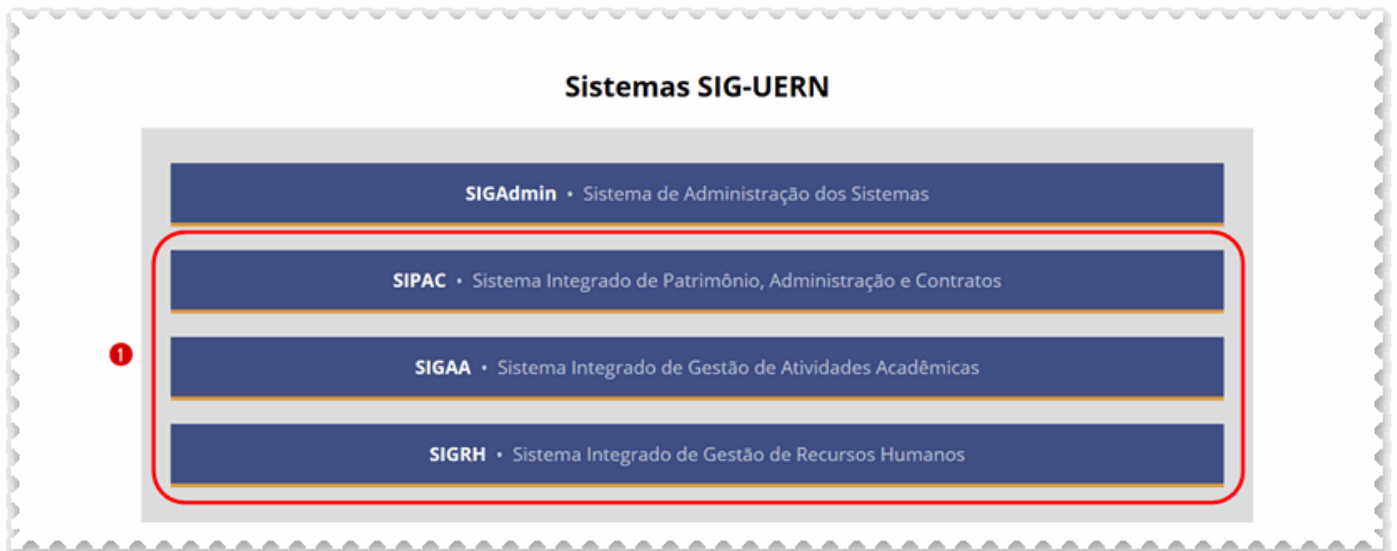 Sistemas SIG-UERN
SIGAdmin • Sistema de Administração dos Sistemas
SIPAC • Sistema Integrado de Patrimônio, Administração e Contratos
1
SIGAA • Sistema Integrado de Gestão de Atividades Acadêmicas
SIGRH • Sistema Integrado de Gestão de Recursos Humanos